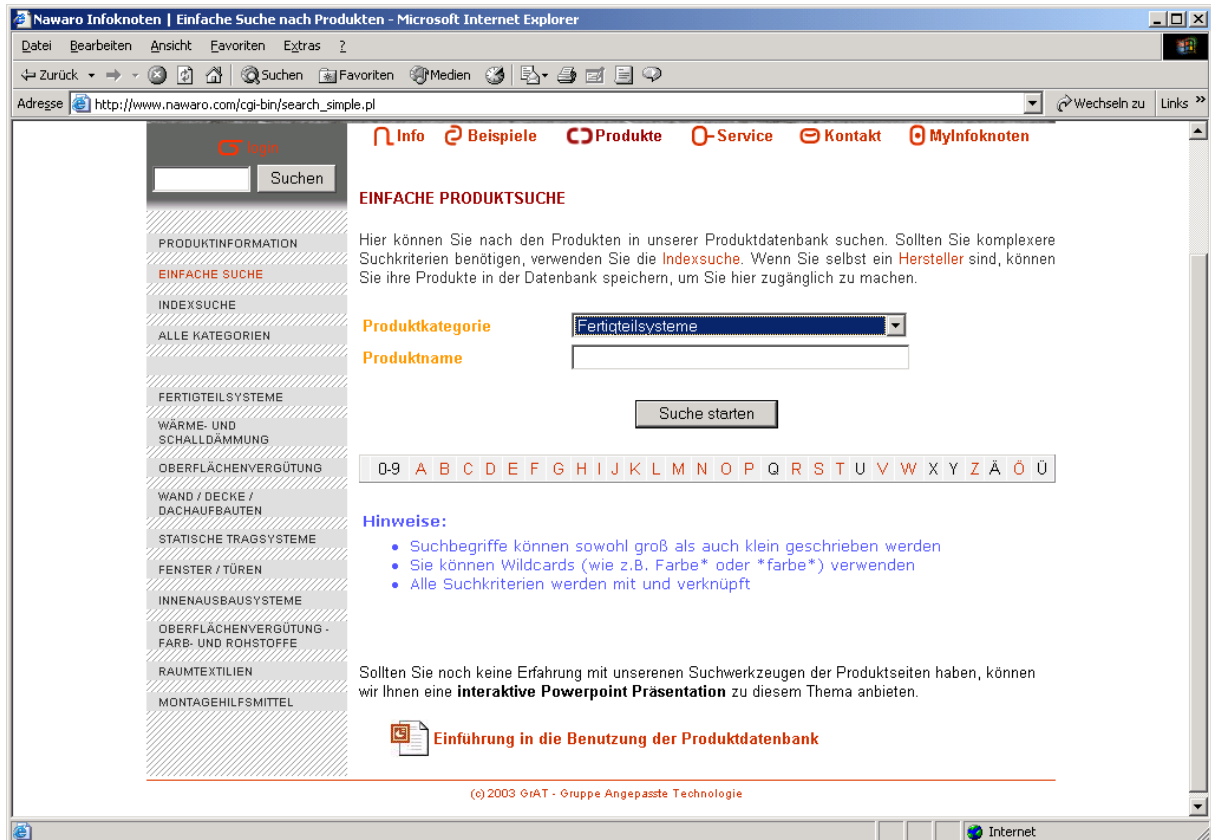 Nawaro Infoknoten | Einfache Suche nach Produkten - Microsoft Internet Explorer
Datei Bearbeiten Ansicht Favoriten Extras ?
Zurück Suchen Favoriten Medien
Adresse http://www.nawaro.com/cgi-bin/search_simple.pl Wechseln zu Links »
login
Info Beispiele Produkte Service Kontakt MyInfoknoten
Suchen
PRODUKTINFORMATION
EINFACHE SUCHE
INDEXSUCHE
ALLE KATEGORIEN
FERTIGTEILSYSTEME
WÄRME- UND
SCHALLDÄMMUNG
OBERFLÄCHENVERGÜTUNG
WAND / DECKE /
DACHAUFBAUTEN
STATISCHE TRAGSYSTEME
FENSTER / TÜREN
INNENAUSBAUSYSTEME
OBERFLÄCHENVERGÜTUNG -
FARB- UND ROHSTOFFE
RAUMTEXTILIEN
MONTAGEHILFSMITTEL
EINFACHE PRODUKTSUCHE
Hier können Sie nach den Produkten in unserer Produktdatenbank suchen. Sollten Sie komplexere
Suchkriterien benötigen, verwenden Sie die Indexsuche. Wenn Sie selbst ein Hersteller sind, können
Sie ihre Produkte in der Datenbank speichern, um Sie hier zugänglich zu machen.
Produktkategorie Fertigteilsysteme
Produktname
Suche starten
0-9 A B C D E F G H I J K L M N O P Q R S T U V W X Y Z Ä Ö Ü
Hinweise:
• Suchbegriffe können sowohl groß als auch klein geschrieben werden
• Sie können Wildcards (wie z.B. Farbe* oder *farbe*) verwenden
• Alle Suchkriterien werden mit und verknüpft
Sollten Sie noch keine Erfahrung mit unserenen Suchwerkzeugen der Produktseiten haben, können
wir Ihnen eine interaktive Powerpoint Präsentation zu diesem Thema anbieten.
Einführung in die Benutzung der Produktdatenbank
(c) 2003 GrAT - Gruppe Angepasste Technologie
Internet